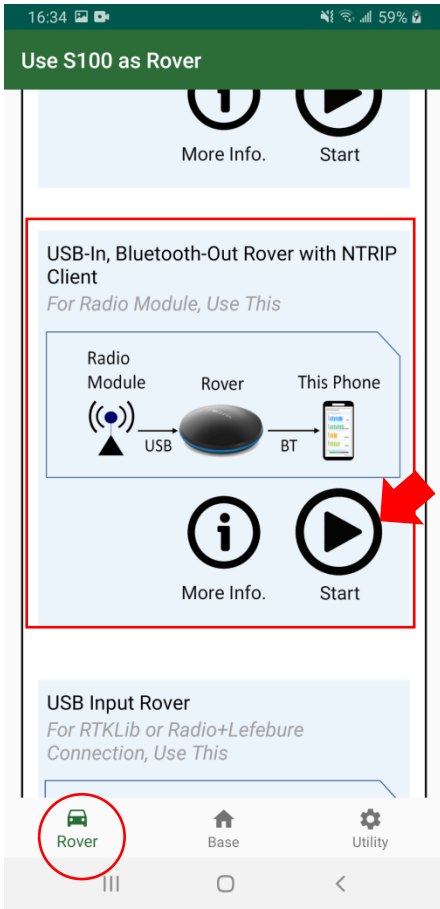 16:34
59%
Use S100 as Rover
More Info.
Start
USB-In, Bluetooth-Out Rover with NTRIP
Client
For Radio Module, Use This
Radio
Module
Rover
This Phone
USB
BT
More Info.
Start
USB Input Rover
For RTKLib or Radio+Lefebure
Connection, Use This
Rover
Base
Utility